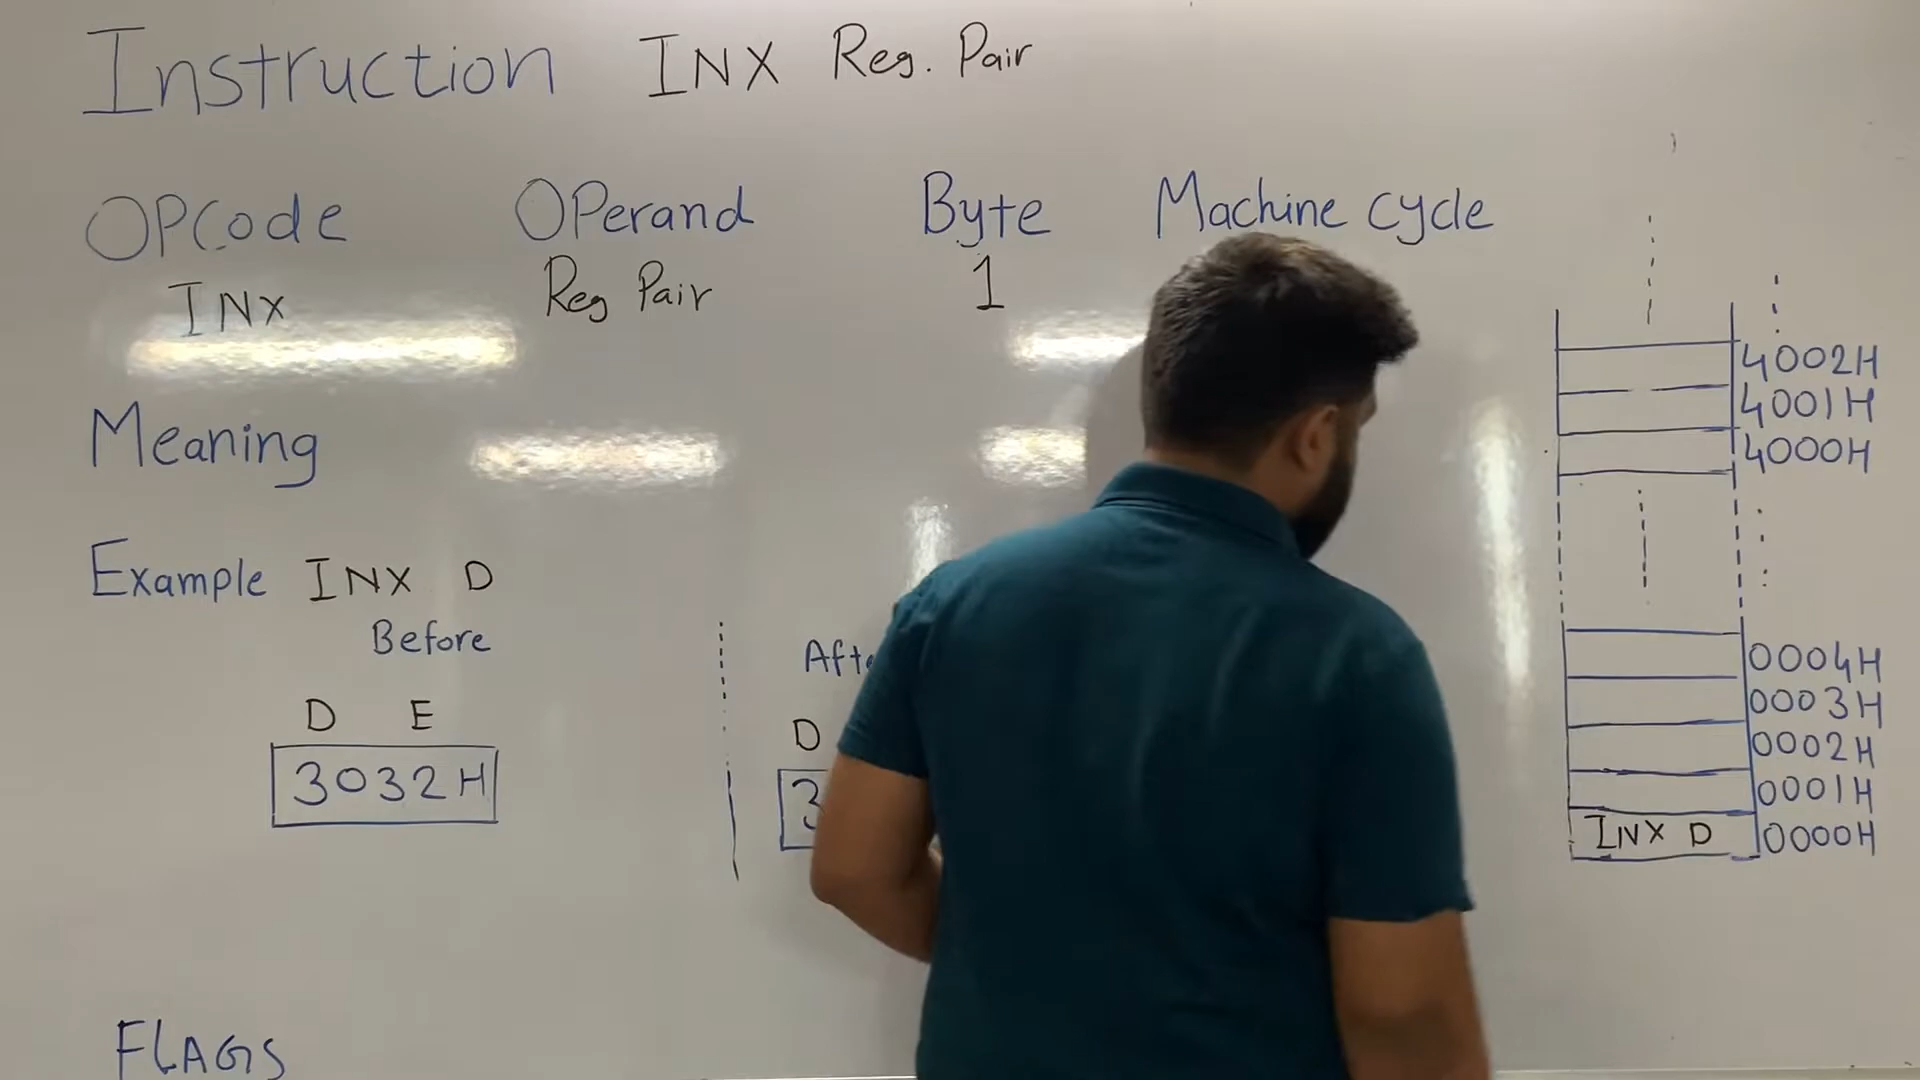 Instruction INX Reg. Pair
OPCode OPerand Byte Machine cycle
INX Reg Pair 1
Meaning
Example INX D
Before
D E
3032H
D
3
FLAGS
4002H
4001H
4000H
0004H
0003H
0002H
0001H
INX D 0000H